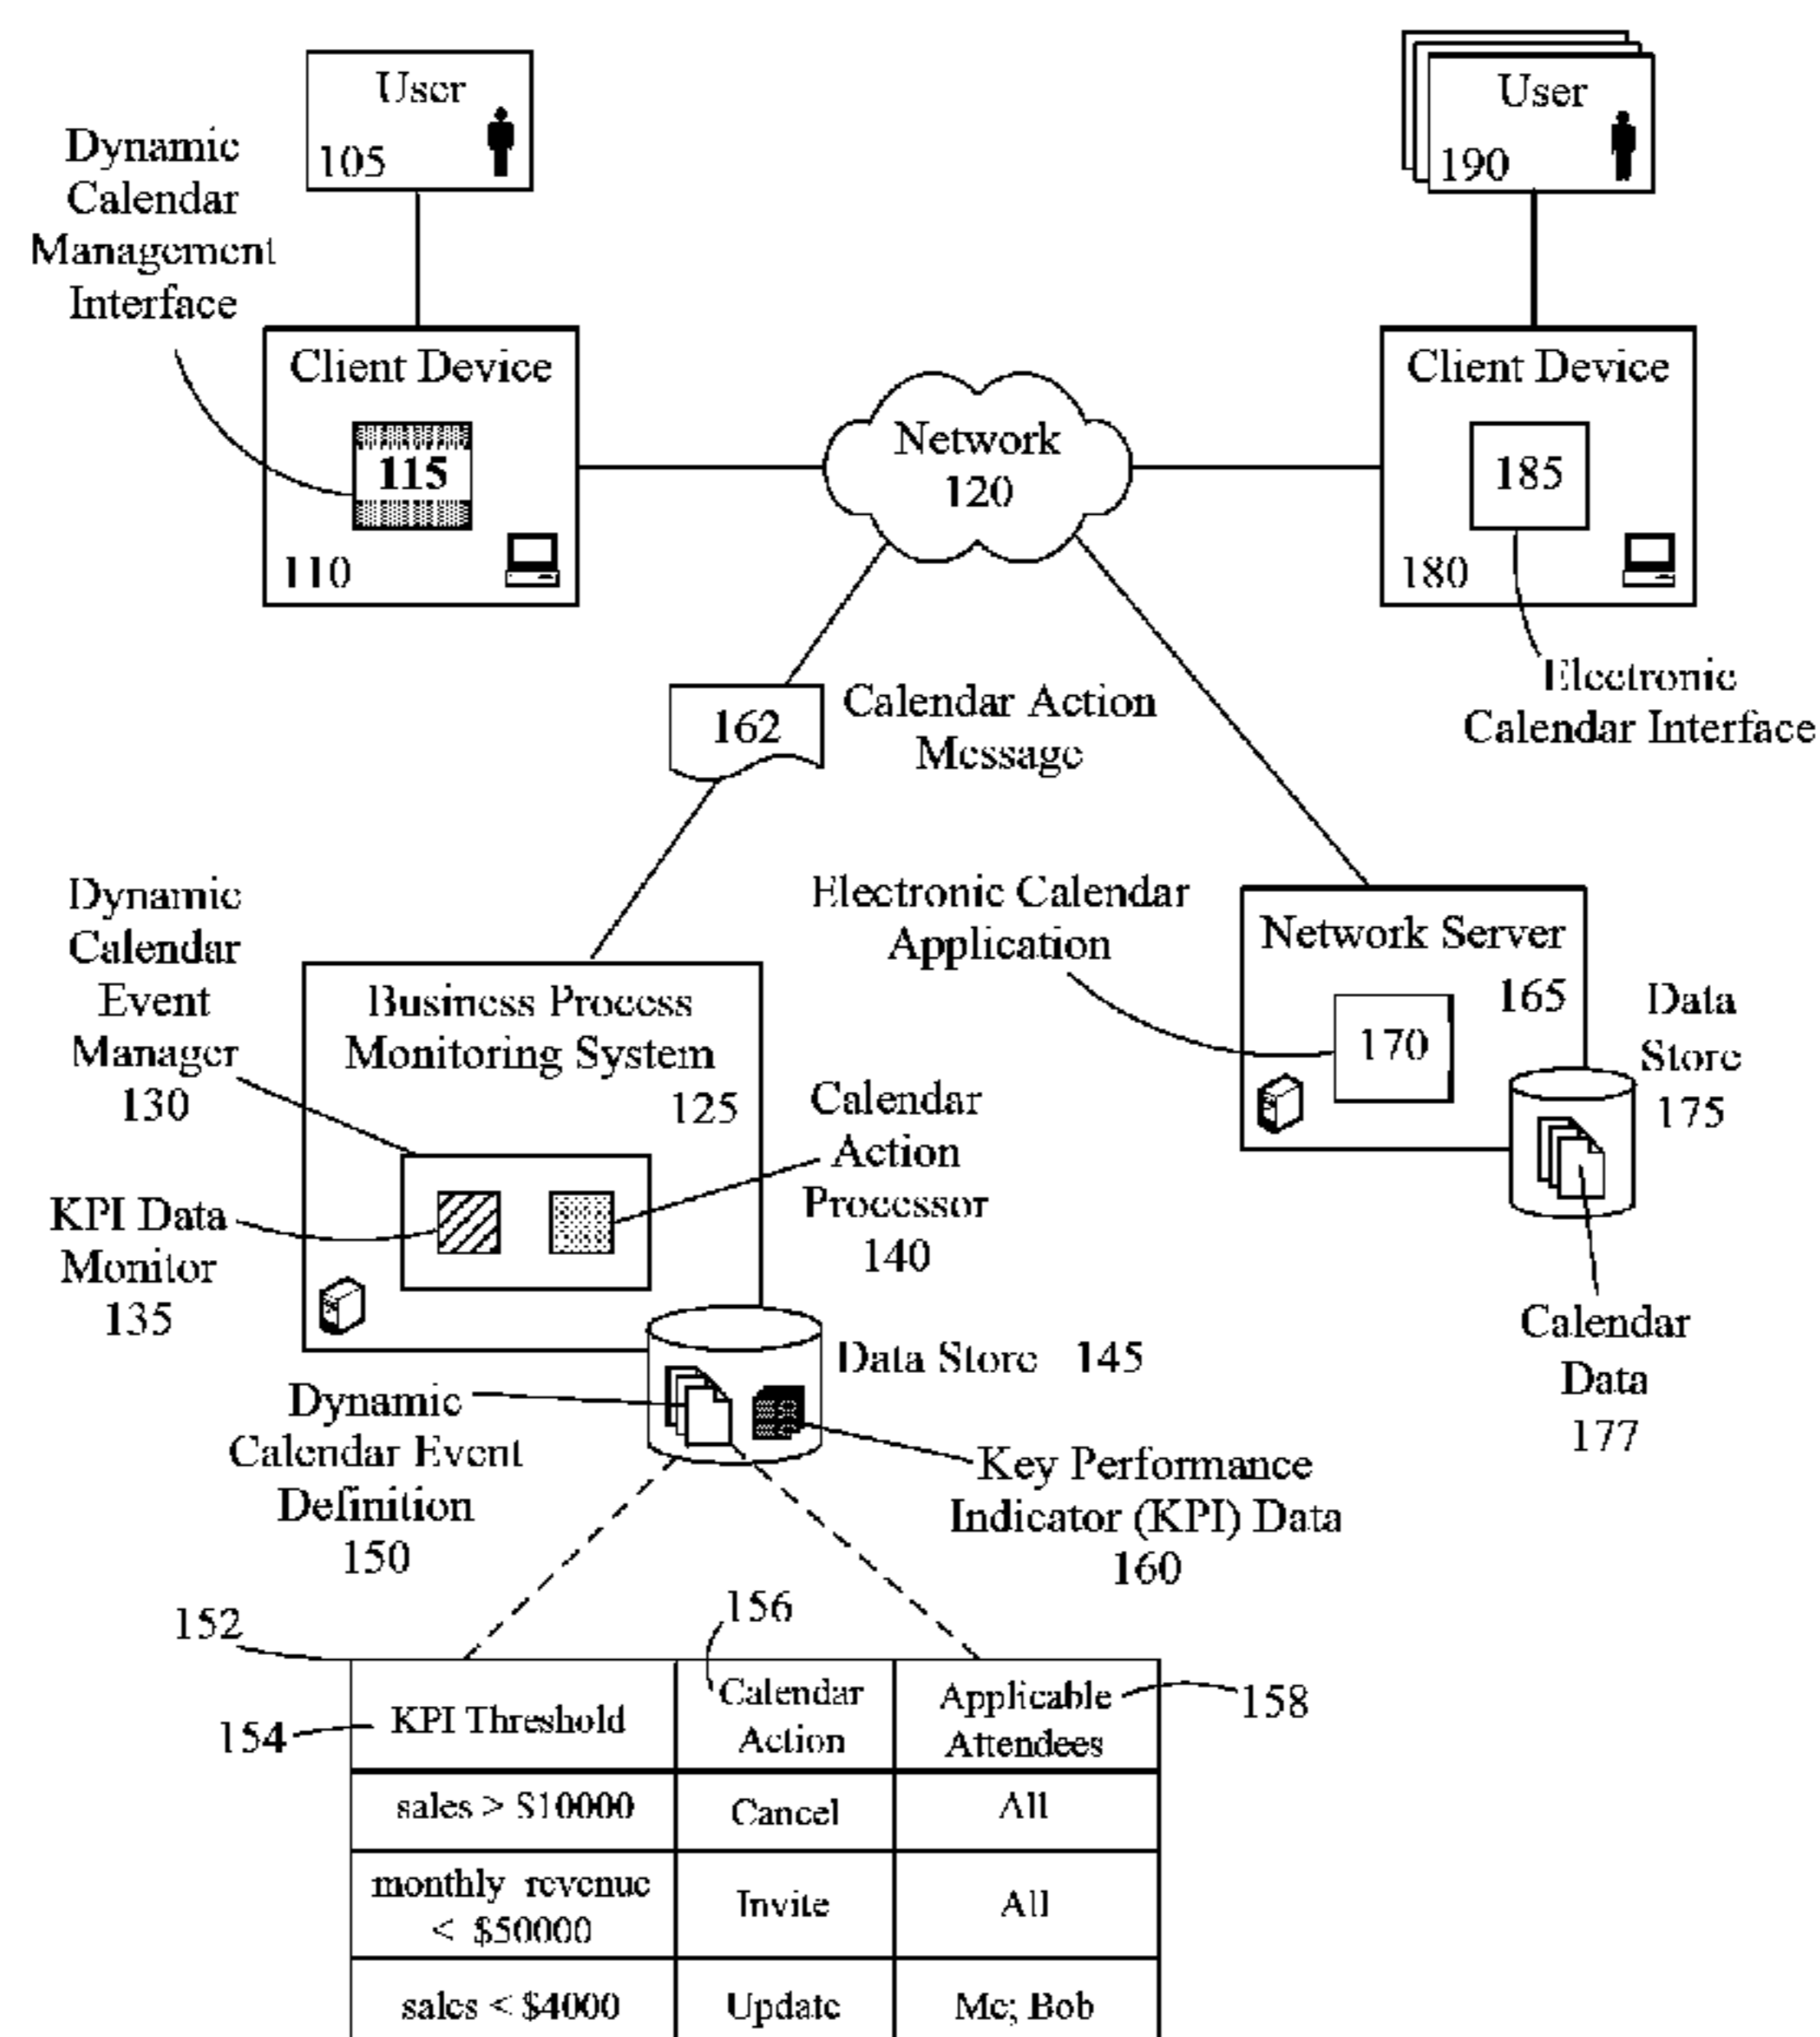 User
105
User
190
Dynamic
Calendar
Management
Interface
Client Device
115
110
Network
120
Client Device
185
180
Electronic
Calendar Interface
162
Calendar Action
Message
Dynamic
Calendar
Event
Manager
130
Business Process
Monitoring System
125
Electronic Calendar
Application
Network Server
165
170
Data
Store
175
Calendar
Action
Processor
140
KPI Data
Monitor
135
Calendar
Data
177
Data Store 145
Dynamic
Calendar Event
Definition
150
Key Performance
Indicator (KPI) Data
160
152
156
154
158
KPI Threshold
Calendar
Action
Applicable
Attendees
sales > $10000
Cancel
All
monthly revenue
< $50000
Invite
All
sales < $4000
Update
Me; Bob